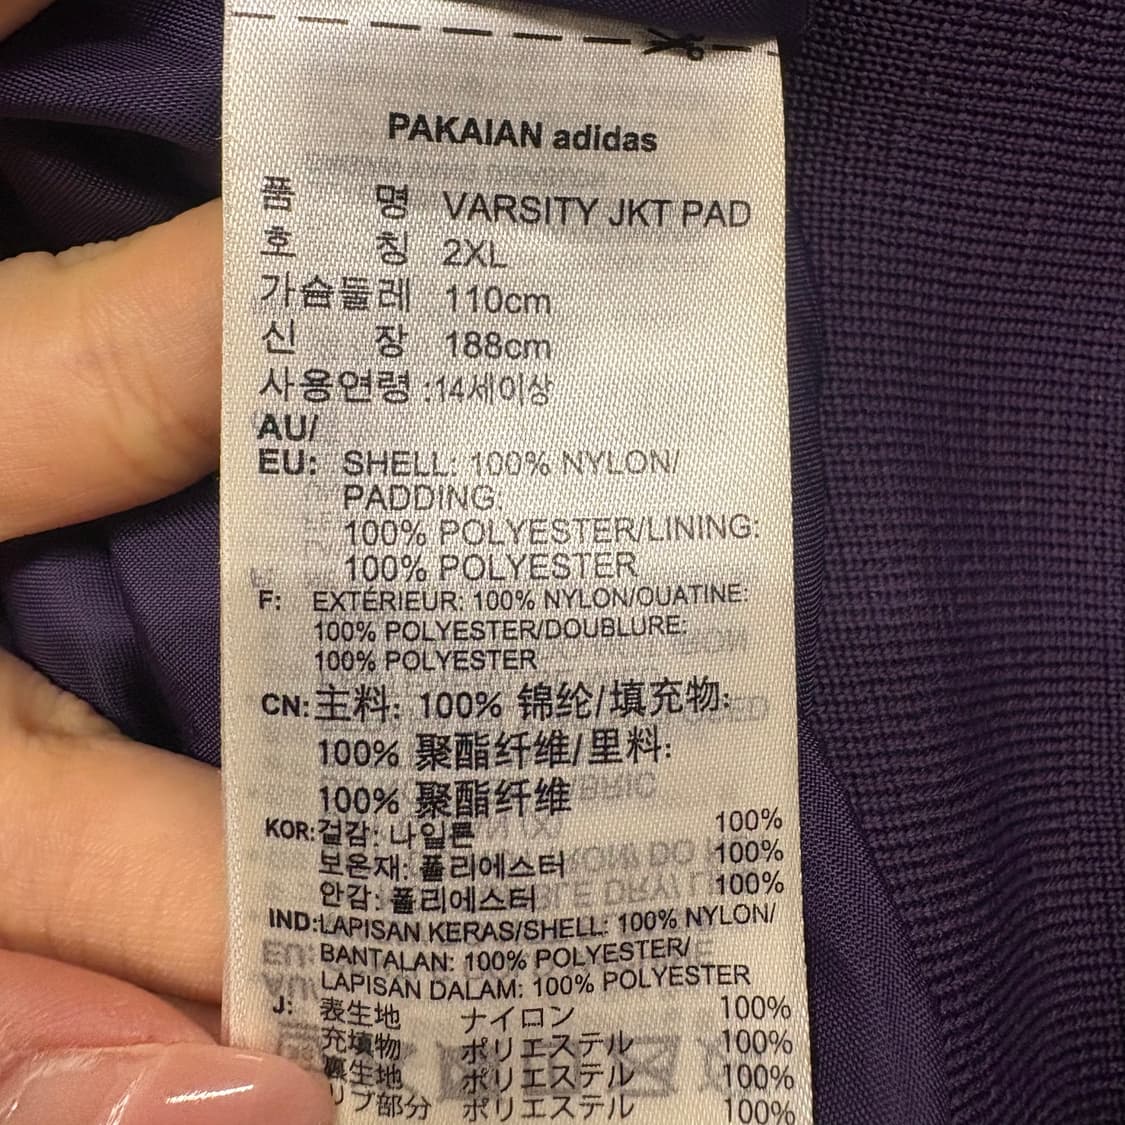 PAKAIAN adidas
품 명 VARSITY JKT PAD
호 칭 2XL
가슴둘레 110cm
신 장 188cm
사용연령 :14세이상
AU/
EU: SHELL: 100% NYLON/
PADDING:
100% POLYESTER/LINING:
100% POLYESTER
F: EXTÉRIEUR: 100% NYLON/OUATINE:
100% POLYESTER/DOUBLURE:
100% POLYESTER
CN: 主料: 100% 锦纶/填充物:
100% 聚酯纤维/里料:
100% 聚酯纤维
KOR: 겉감: 나일론 100%
보온재: 폴리에스터 100%
안감: 폴리에스터 100%
IND: LAPISAN KERAS/SHELL: 100% NYLON/
BANTALAN: 100% POLYESTER/
LAPISAN DALAM: 100% POLYESTER
J: 表生地 ナイロン 100%
充填物 ポリエステル 100%
裏生地 ポリエステル 100%
リブ部分 ポリエステル 100%